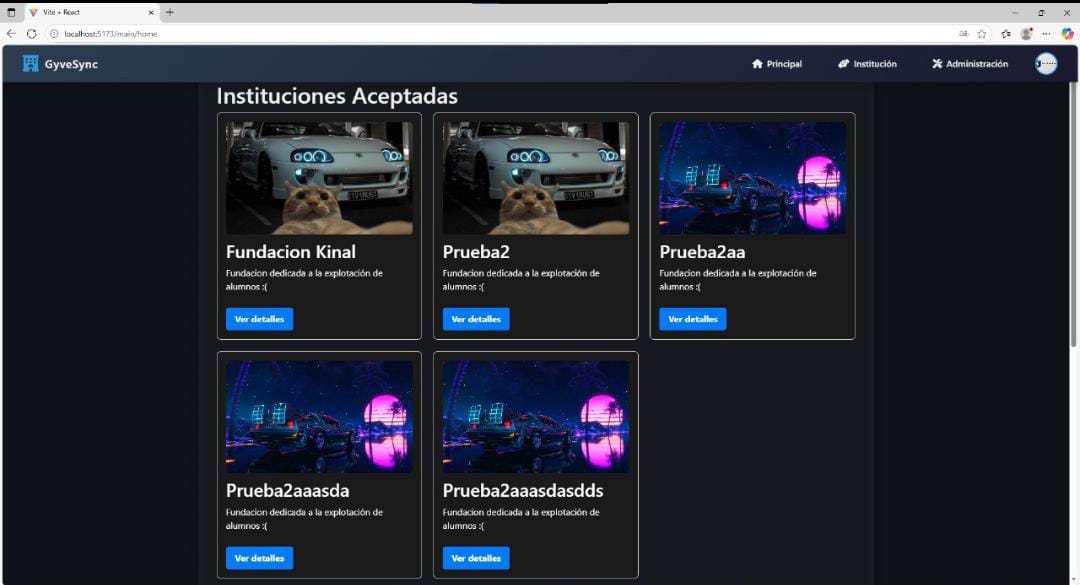 Vite + React
localhost:5173/main/home
GyveSync
Principal
Institución
Administración
Instituciones Aceptadas
Fundacion Kinal
Fundacion dedicada a la explotación de
alumnos :(
Ver detalles
Prueba2
Fundacion dedicada a la explotación de
alumnos :(
Ver detalles
Prueba2aa
Fundacion dedicada a la explotación de
alumnos :(
Ver detalles
Prueba2aaasda
Fundacion dedicada a la explotación de
alumnos :(
Ver detalles
Prueba2aaasdasdds
Fundacion dedicada a la explotación de
alumnos :(
Ver detalles